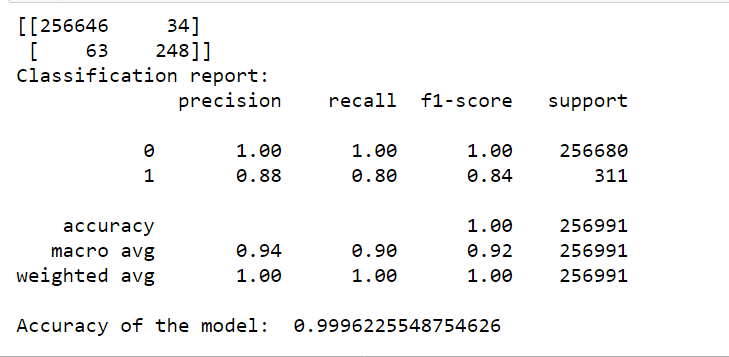 [[256646     34]
 [    63    248]]
Classification report:
              precision    recall  f1-score   support

           0       1.00      1.00      1.00    256680
           1       0.88      0.80      0.84       311

    accuracy                           1.00    256991
   macro avg       0.94      0.90      0.92    256991
weighted avg       1.00      1.00      1.00    256991

Accuracy of the model:  0.9996225548754626